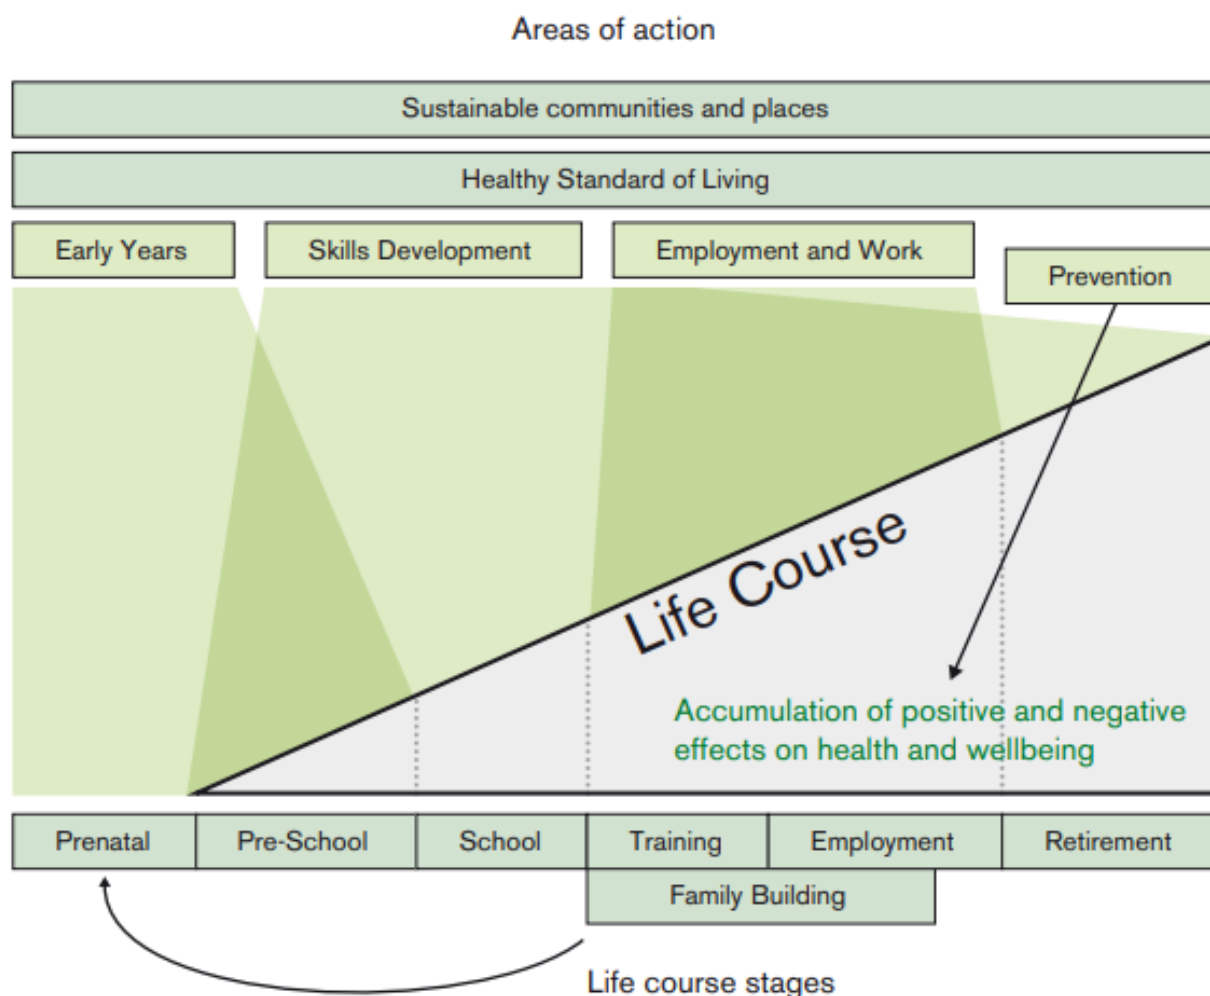 Areas of action
Sustainable communities and places
Healthy Standard of Living
Early Years
Skills Development
Employment and Work
Prevention
Life Course
Accumulation of positive and negative
effects on health and wellbeing
Prenatal
Pre-School
School
Training
Employment
Retirement
Family Building
Life course stages